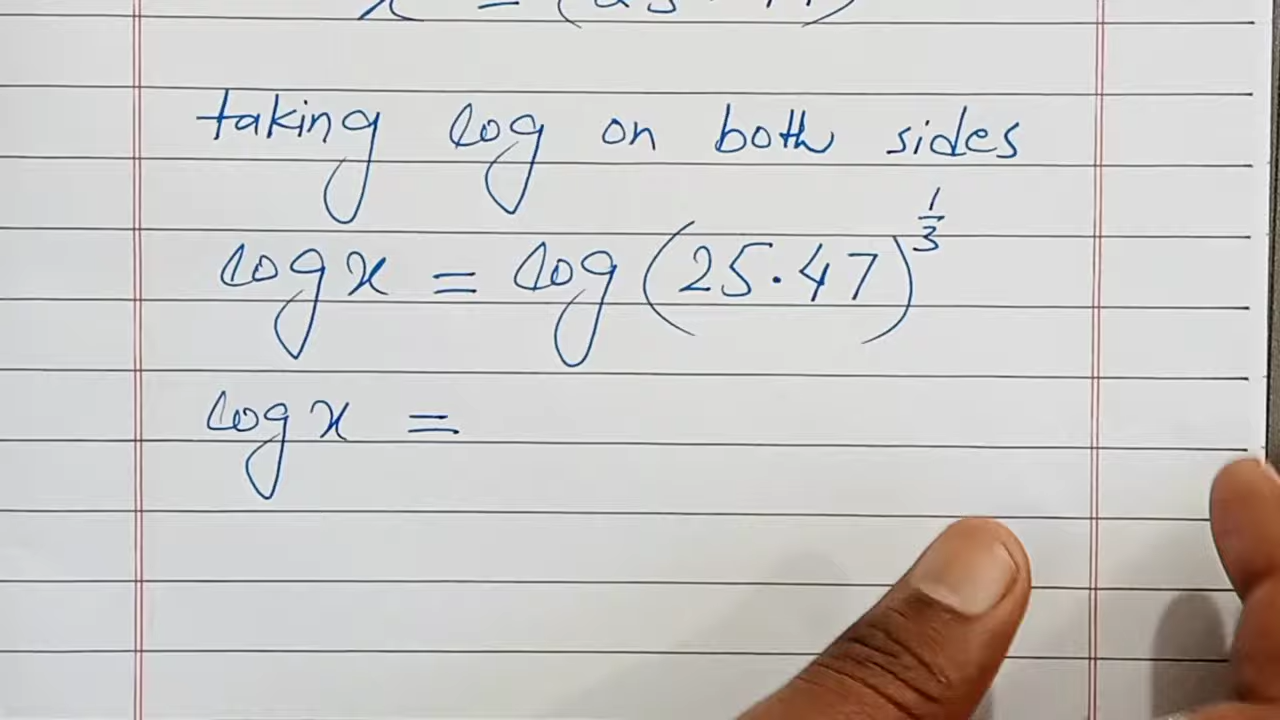 taking log on both sides
log x = log (25.47)^1/3
log x =